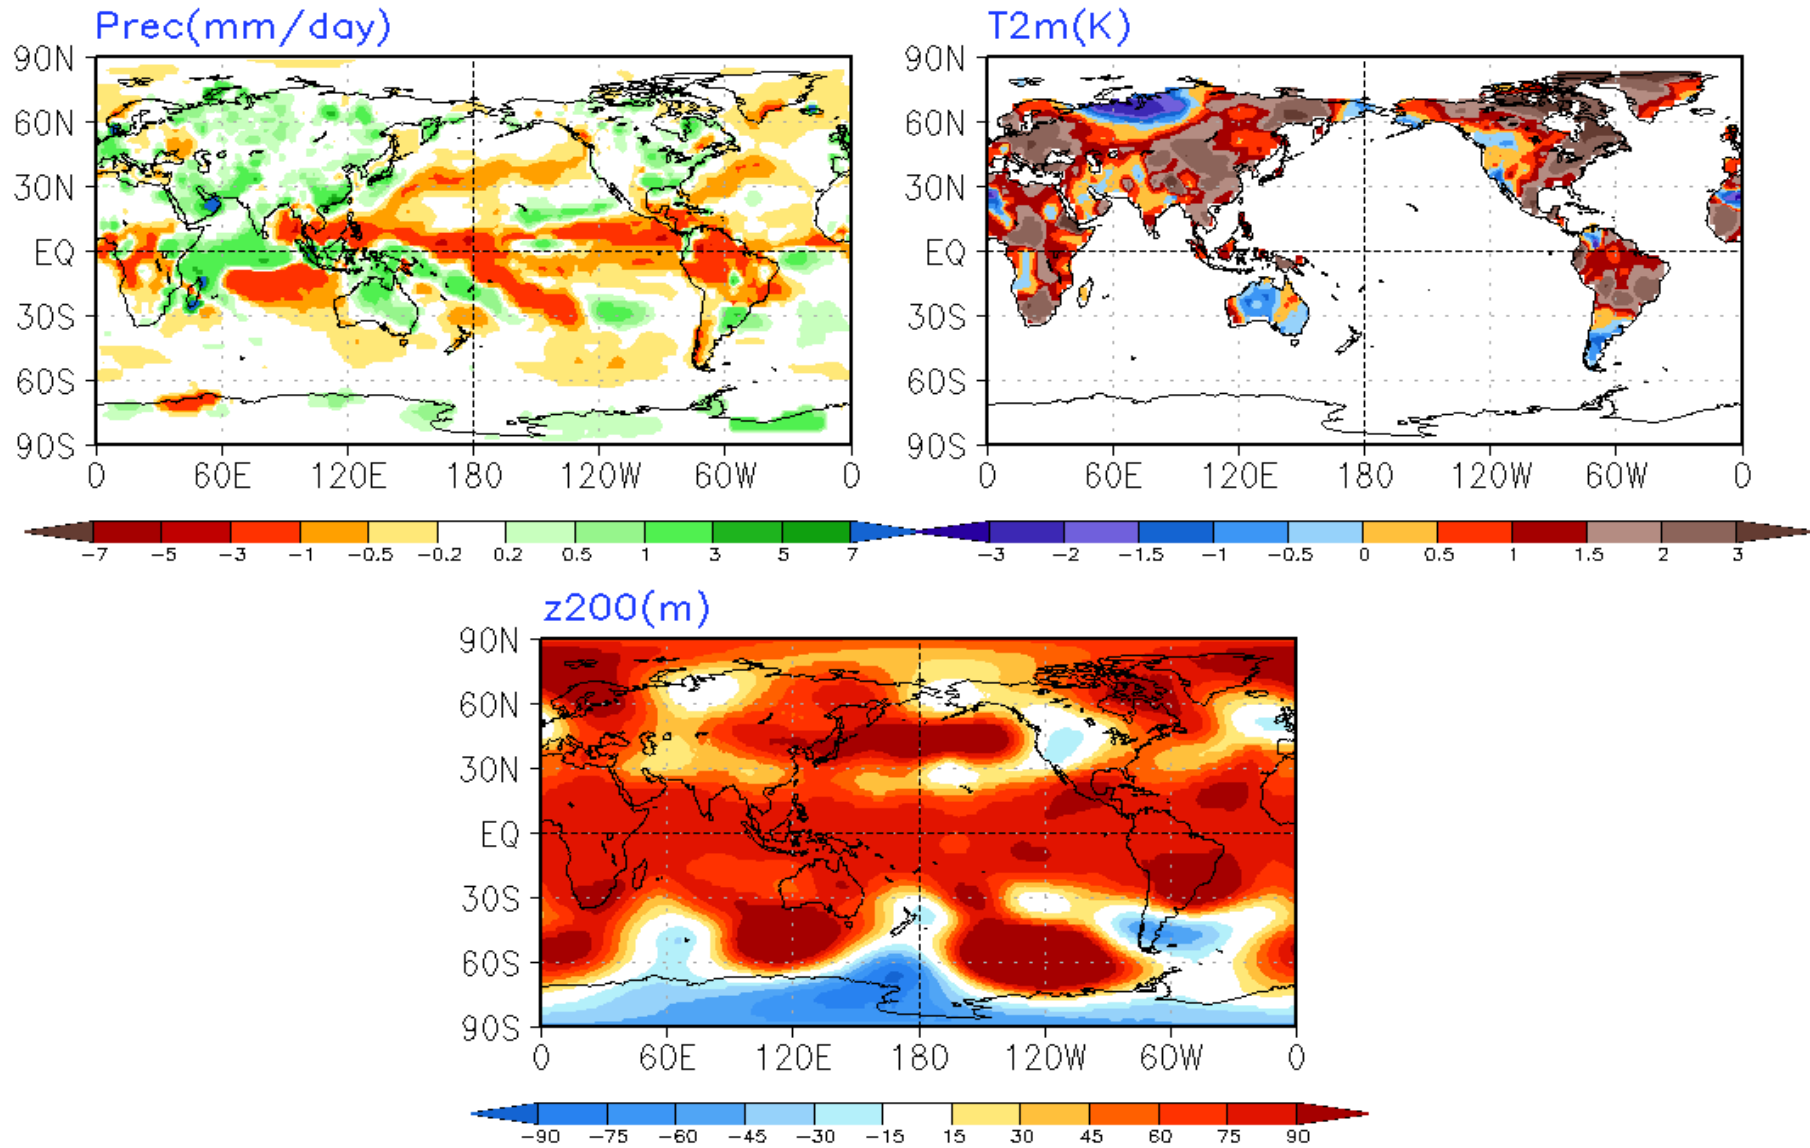 Prec(mm/day)
90N
60N
30N
EQ
30S
60S
90S
0 60E 120E 180 120W 60W 0
-7 -5 -3 -1 -0.5 -0.2 0.2 0.5 1 3 5 7
T2m(K)
90N
60N
30N
EQ
30S
60S
90S
0 60E 120E 180 120W 60W 0
-3 -2 -1.5 -1 -0.5 0 0.5 1 1.5 2 3
z200(m)
90N
60N
30N
EQ
30S
60S
90S
0 60E 120E 180 120W 60W 0
-90 -75 -60 -45 -30 -15 15 30 45 60 75 90